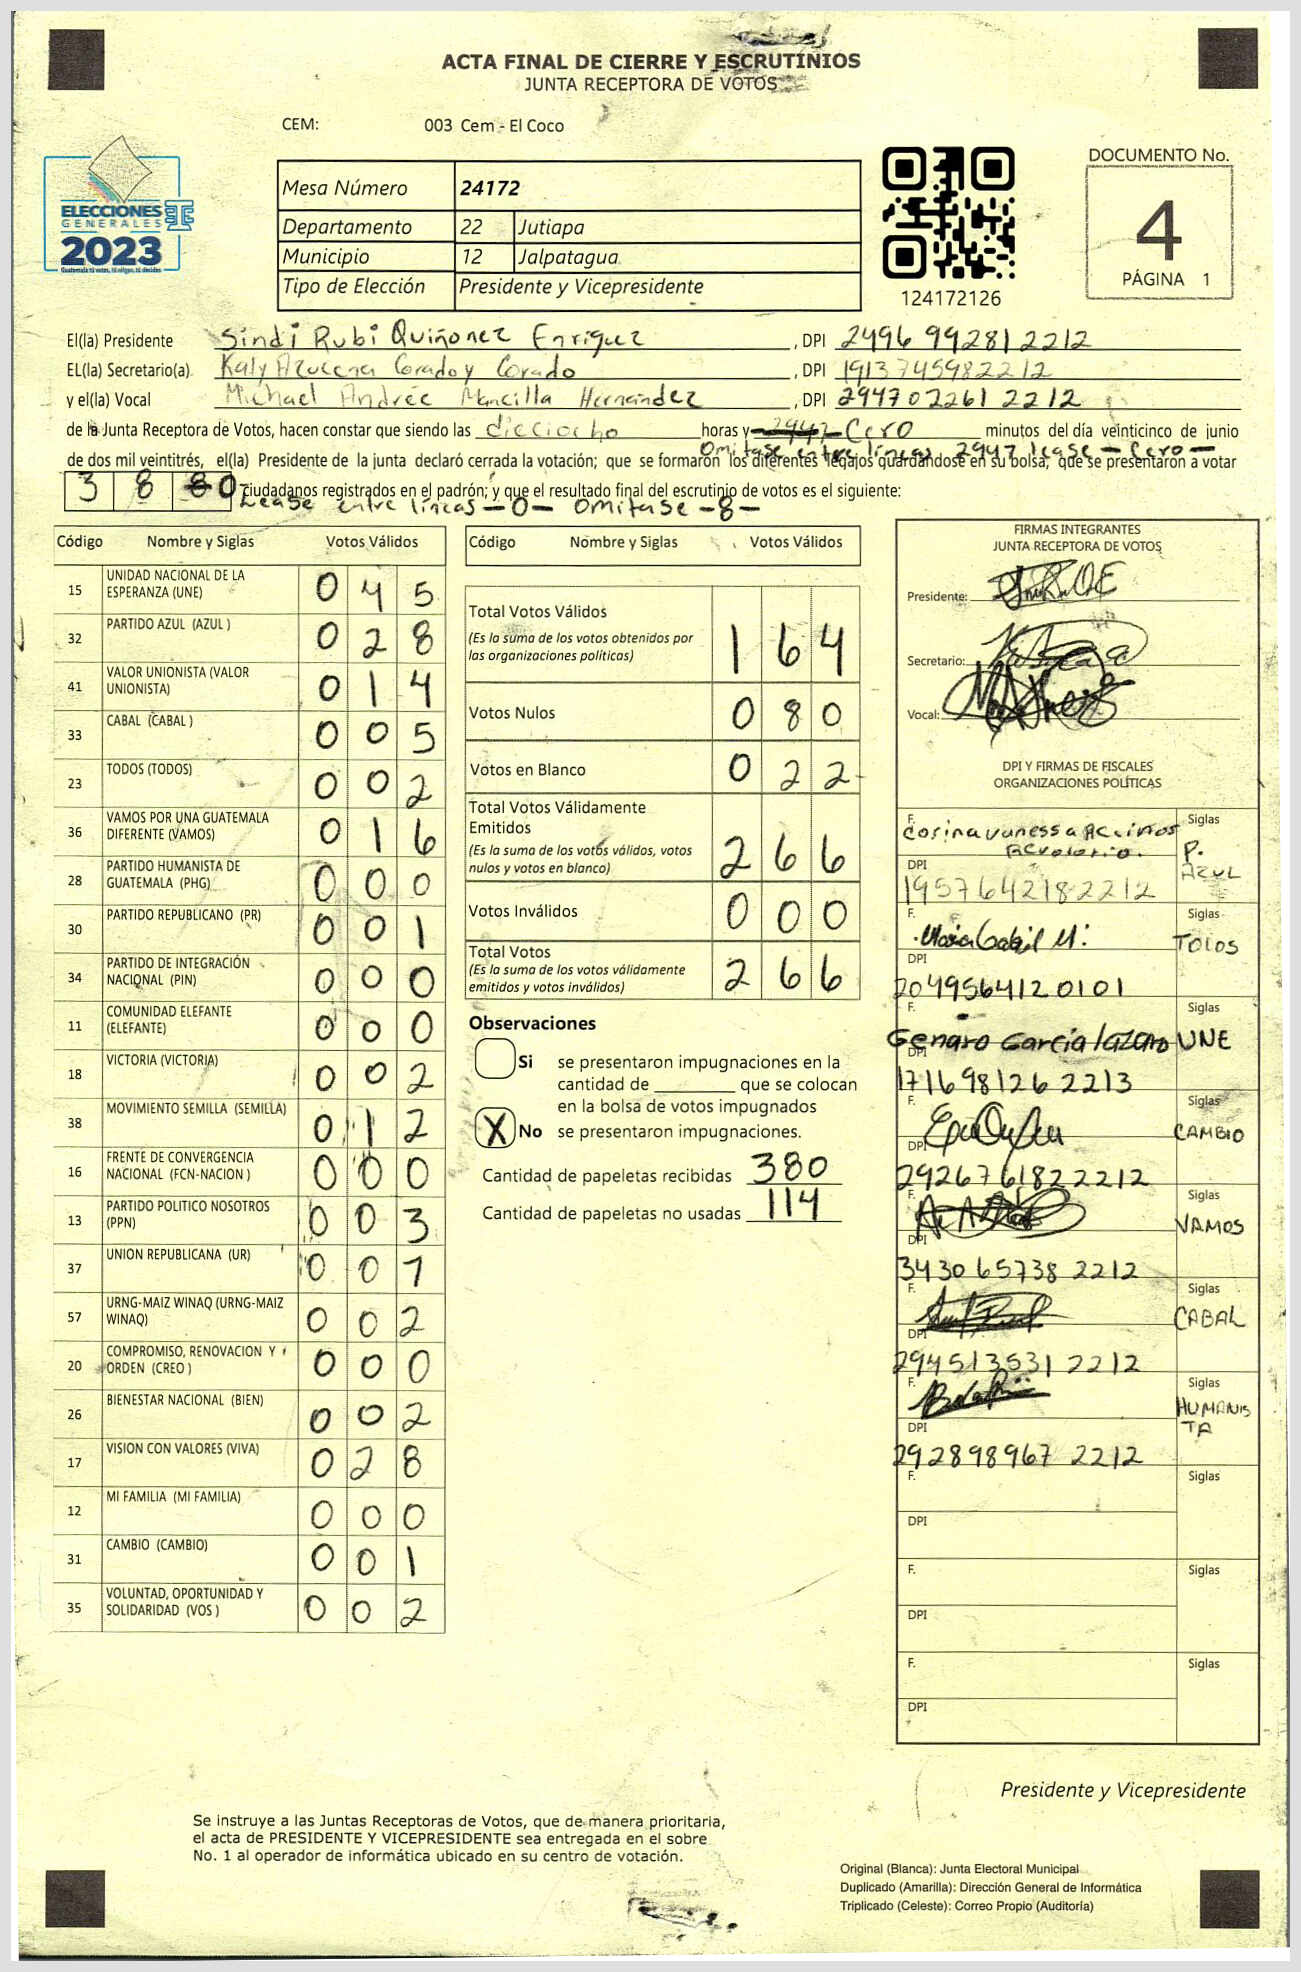 ACTA FINAL DE CIERRE Y ESCRUTINIOS
JUNTA RECEPTORA DE VOTOS
CEM: 003 Cem - El Coco
DOCUMENTO No.
4
PÁGINA 1
ELECCIONES
GENERALES
2023
Guatemala tú votas, tú eliges, tú decides
Mesa Número 24172
Departamento 22 Jutiapa
Municipio 12 Jalpatagua
Tipo de Elección Presidente y Vicepresidente
124172126
El(la) Presidente Sindi Rubi Quiñonez Enriquez , DPI 2496 99281 2212
EL(la) Secretario(a) Katy Azucena Corado y Corado , DPI 1913745982212
y el(la) Vocal Michael Andrée Mancilla Hernández , DPI 294702261 2212
de la Junta Receptora de Votos, hacen constar que siendo las dieciocho horas y 2947 Cero minutos del día veinticinco de junio
Omitase entre líneas 2947 lease - Cero -
de dos mil veintitrés, el(la) Presidente de la junta declaró cerrada la votación; que se formaron los diferentes legajos guardándose en su bolsa, que se presentaron a votar
3 8 8 0 ciudadanos registrados en el padrón; y que el resultado final del escrutinio de votos es el siguiente:
Lease entre líneas -0- omitase -8-
Código Nombre y Siglas Votos Válidos
15 UNIDAD NACIONAL DE LA ESPERANZA (UNE) 0 4 5
32 PARTIDO AZUL (AZUL ) 0 2 8
41 VALOR UNIONISTA (VALOR UNIONISTA) 0 1 4
33 CABAL (CABAL ) 0 0 5
23 TODOS (TODOS) 0 0 2
36 VAMOS POR UNA GUATEMALA DIFERENTE (VAMOS) 0 1 6
28 PARTIDO HUMANISTA DE GUATEMALA (PHG) 0 0 0
30 PARTIDO REPUBLICANO (PR) 0 0 1
34 PARTIDO DE INTEGRACIÓN NACIONAL (PIN) 0 0 0
11 COMUNIDAD ELEFANTE (ELEFANTE) 0 0 0
18 VICTORIA (VICTORIA) 0 0 2
38 MOVIMIENTO SEMILLA (SEMILLA) 0 1 2
16 FRENTE DE CONVERGENCIA NACIONAL (FCN-NACION ) 0 0 0
13 PARTIDO POLITICO NOSOTROS (PPN) 0 0 3
37 UNION REPUBLICANA (UR) 0 0 1
57 URNG-MAIZ WINAQ (URNG-MAIZ WINAQ) 0 0 2
20 COMPROMISO, RENOVACION Y ORDEN (CREO ) 0 0 0
26 BIENESTAR NACIONAL (BIEN) 0 0 2
17 VISION CON VALORES (VIVA) 0 2 8
12 MI FAMILIA (MI FAMILIA) 0 0 0
31 CAMBIO (CAMBIO) 0 0 1
35 VOLUNTAD, OPORTUNIDAD Y SOLIDARIDAD (VOS ) 0 0 2
Código Nombre y Siglas Votos Válidos
Total Votos Válidos 1 6 4
(Es la suma de los votos obtenidos por
las organizaciones políticas)
Votos Nulos 0 8 0
Votos en Blanco 0 2 2
Total Votos Válidamente
Emitidos 2 6 6
(Es la suma de los votos válidos, votos
nulos y votos en blanco)
Votos Inválidos 0 0 0
Total Votos 2 6 6
(Es la suma de los votos válidamente
emitidos y votos inválidos)
Observaciones
Si se presentaron impugnaciones en la
cantidad de ________ que se colocan
en la bolsa de votos impugnados
X No se presentaron impugnaciones.
Cantidad de papeletas recibidas 380
Cantidad de papeletas no usadas 114
FIRMAS INTEGRANTES
JUNTA RECEPTORA DE VOTOS
Presidente:
Secretario:
Vocal:
DPI Y FIRMAS DE FISCALES
ORGANIZACIONES POLÍTICAS
F. Siglas
P. AZUL
DPI 1957642182212
F. Siglas
TODOS
DPI 2049564120101
F. Genaro García Lázaro Siglas
UNE
DPI 1716981262213
F. Siglas
CAMBIO
DPI 2926761822212
F. Siglas
VAMOS
DPI 343065738 2212
F. Siglas
CABAL
DPI 294513531 2212
F. Siglas
HUMANISTA
DPI 292898967 2212
F. Siglas
DPI
F. Siglas
DPI
F. Siglas
DPI
Presidente y Vicepresidente
Se instruye a las Juntas Receptoras de Votos, que de manera prioritaria,
el acta de PRESIDENTE Y VICEPRESIDENTE sea entregada en el sobre
No. 1 al operador de informática ubicado en su centro de votación.
Original (Blanca): Junta Electoral Municipal
Duplicado (Amarilla): Dirección General de Informática
Triplicado (Celeste): Correo Propio (Auditoría)